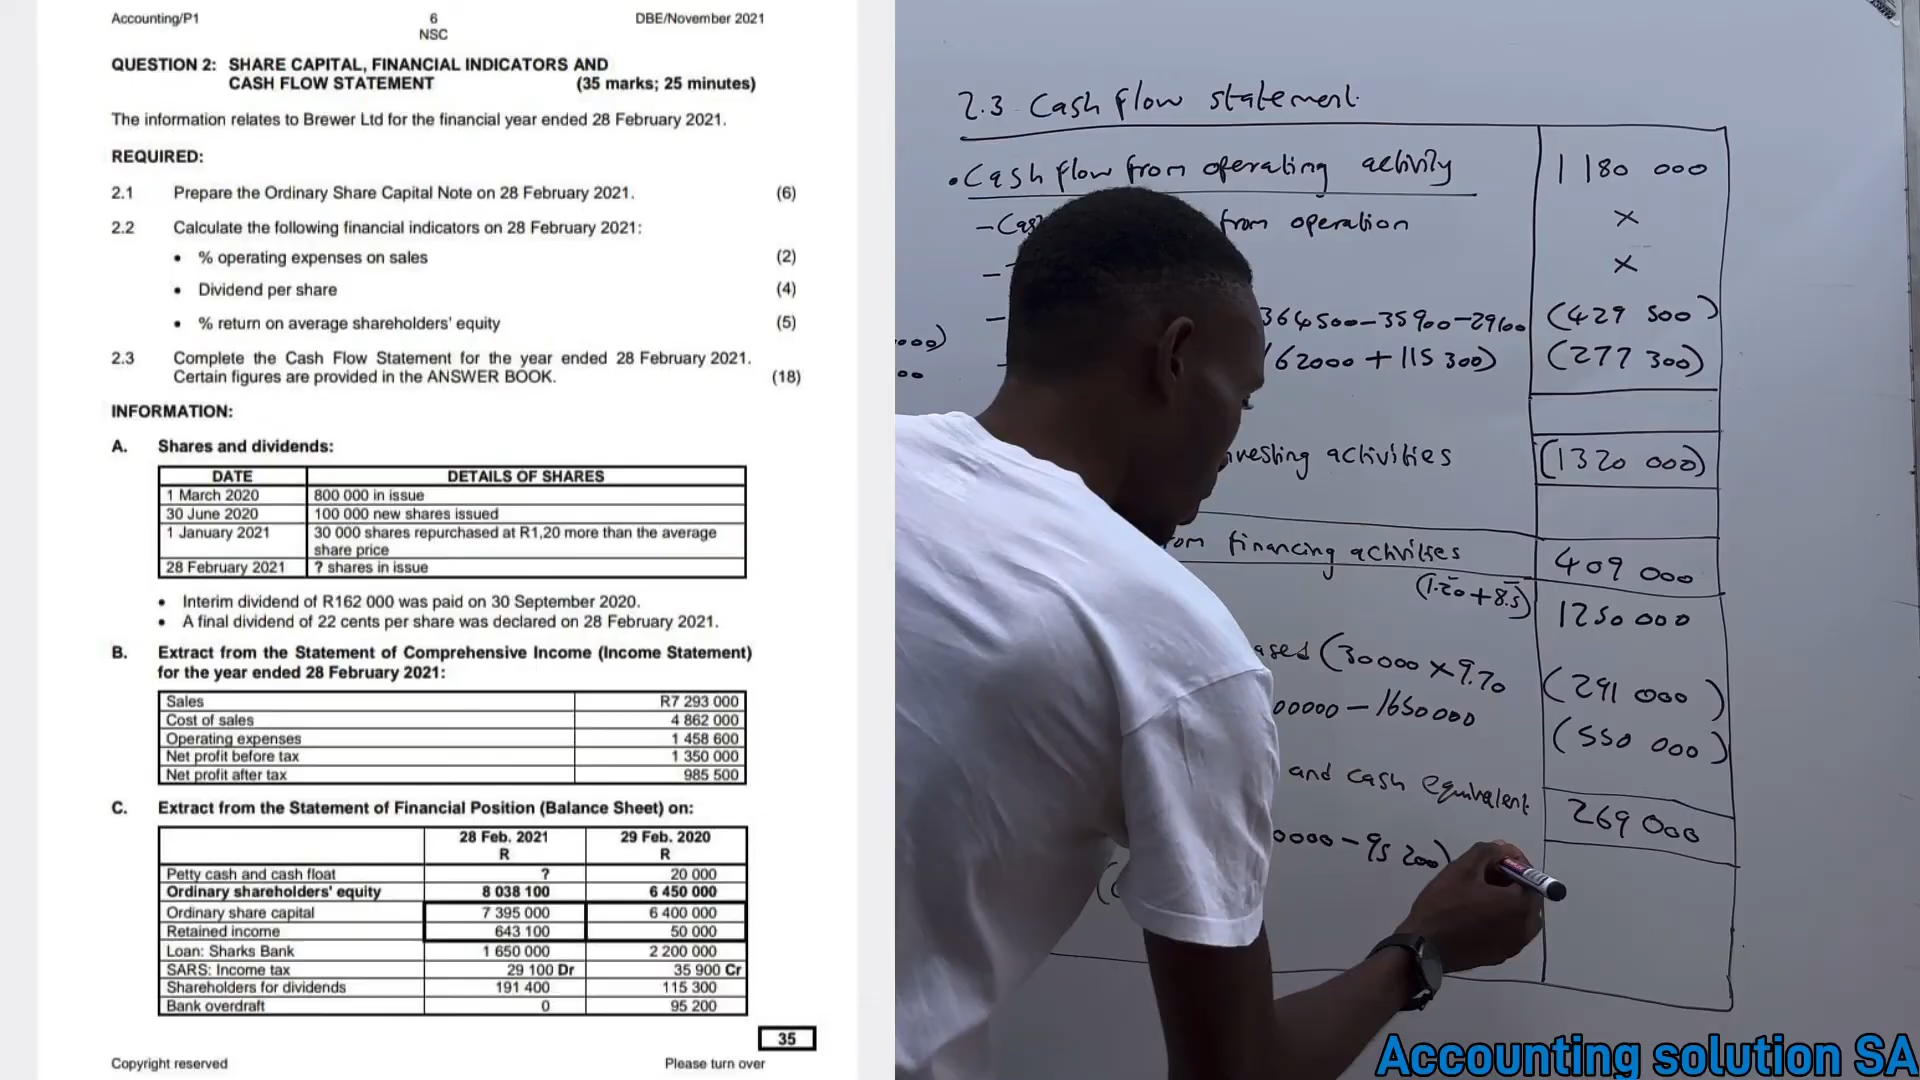 Accounting/P1
6
DBE/November 2021
NSC
QUESTION 2: SHARE CAPITAL, FINANCIAL INDICATORS AND
CASH FLOW STATEMENT (35 marks; 25 minutes)
The information relates to Brewer Ltd for the financial year ended 28 February 2021.
REQUIRED:
2.1 Prepare the Ordinary Share Capital Note on 28 February 2021. (6)
2.2 Calculate the following financial indicators on 28 February 2021:
• % operating expenses on sales (2)
• Dividend per share (4)
• % return on average shareholders' equity (5)
2.3 Complete the Cash Flow Statement for the year ended 28 February 2021.
Certain figures are provided in the ANSWER BOOK. (18)
INFORMATION:
A. Shares and dividends:
DATE DETAILS OF SHARES
1 March 2020 800 000 in issue
30 June 2020 100 000 new shares issued
1 January 2021 30 000 shares repurchased at R1,20 more than the average
share price
28 February 2021 ? shares in issue
• Interim dividend of R162 000 was paid on 30 September 2020.
• A final dividend of 22 cents per share was declared on 28 February 2021.
B. Extract from the Statement of Comprehensive Income (Income Statement)
for the year ended 28 February 2021:
Sales R7 293 000
Cost of sales 4 862 000
Operating expenses 1 458 600
Net profit before tax 1 350 000
Net profit after tax 985 500
C. Extract from the Statement of Financial Position (Balance Sheet) on:
28 Feb. 2021 29 Feb. 2020
R R
Petty cash and cash float ? 20 000
Ordinary shareholders' equity 8 038 100 6 450 000
Ordinary share capital 7 395 000 6 400 000
Retained income 643 100 50 000
Loan: Sharks Bank 1 650 000 2 200 000
SARS: Income tax 29 100 Dr 35 900 Cr
Shareholders for dividends 191 400 115 300
Bank overdraft 0 95 200
35
Copyright reserved
Please turn over
2.3 Cash flow statement
• Cash flow from operating activity 1 180 000
from operation x
x
364500 - 35900 - 29100 (429 500)
162000 + 115 300) (277 300)
activities (1320 000)
financing activities 409 000
(1.20 + 8.5)
1250 000
(30000 x 9.70 (291 000)
00000 - 1650000 (550 000)
and cash equivalent 269 000
0000 - 95 200)
Accounting solution SA